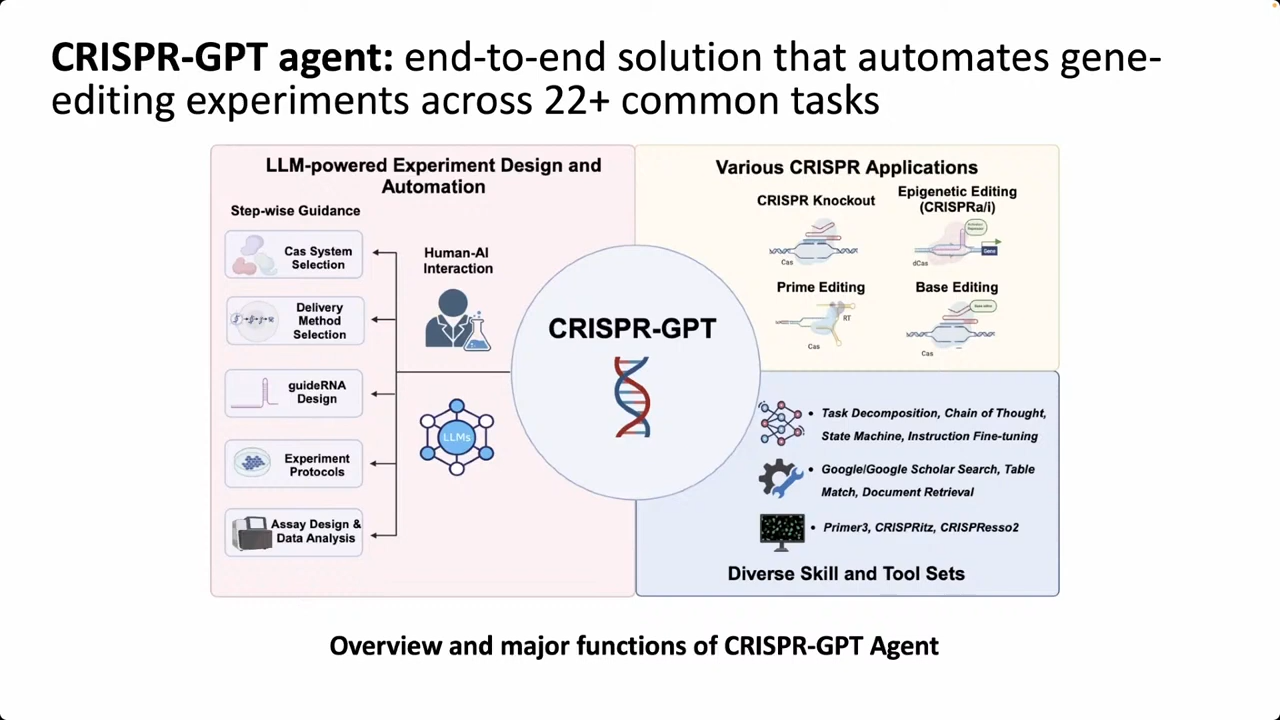 CRISPR-GPT agent: end-to-end solution that automates gene-
editing experiments across 22+ common tasks
LLM-powered Experiment Design and
Automation
Step-wise Guidance
Cas System
Selection
Delivery
Method
Selection
guideRNA
Design
Experiment
Protocols
Assay Design &
Data Analysis
Human-AI
Interaction
LLMs
CRISPR-GPT
Various CRISPR Applications
CRISPR Knockout
Cas
Epigenetic Editing
(CRISPRa/i)
dCas
Gene
Prime Editing
RT
Cas
Base Editing
Cas
• Task Decomposition, Chain of Thought,
State Machine, Instruction Fine-tuning
• Google/Google Scholar Search, Table
Match, Document Retrieval
• Primer3, CRISPRitz, CRISPResso2
Diverse Skill and Tool Sets
Overview and major functions of CRISPR-GPT Agent